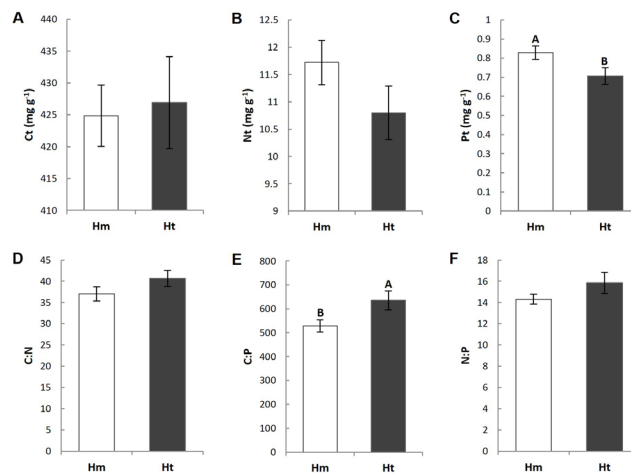 A
440
435
430
425
420
415
410
Ct (mg g⁻¹)
Hm Ht
B
12.5
12
11.5
11
10.5
10
9.5
9
Nt (mg g⁻¹)
Hm Ht
C
1
0.9
0.8
0.7
0.6
0.5
0.4
0.3
0.2
0.1
0
Pt (mg g⁻¹)
A
B
Hm Ht
D
45
40
35
30
25
20
15
10
5
0
C:N
Hm Ht
E
800
700
600
500
400
300
200
100
0
C:P
B
A
Hm Ht
F
18
16
14
12
10
8
6
4
2
0
N:P
Hm Ht